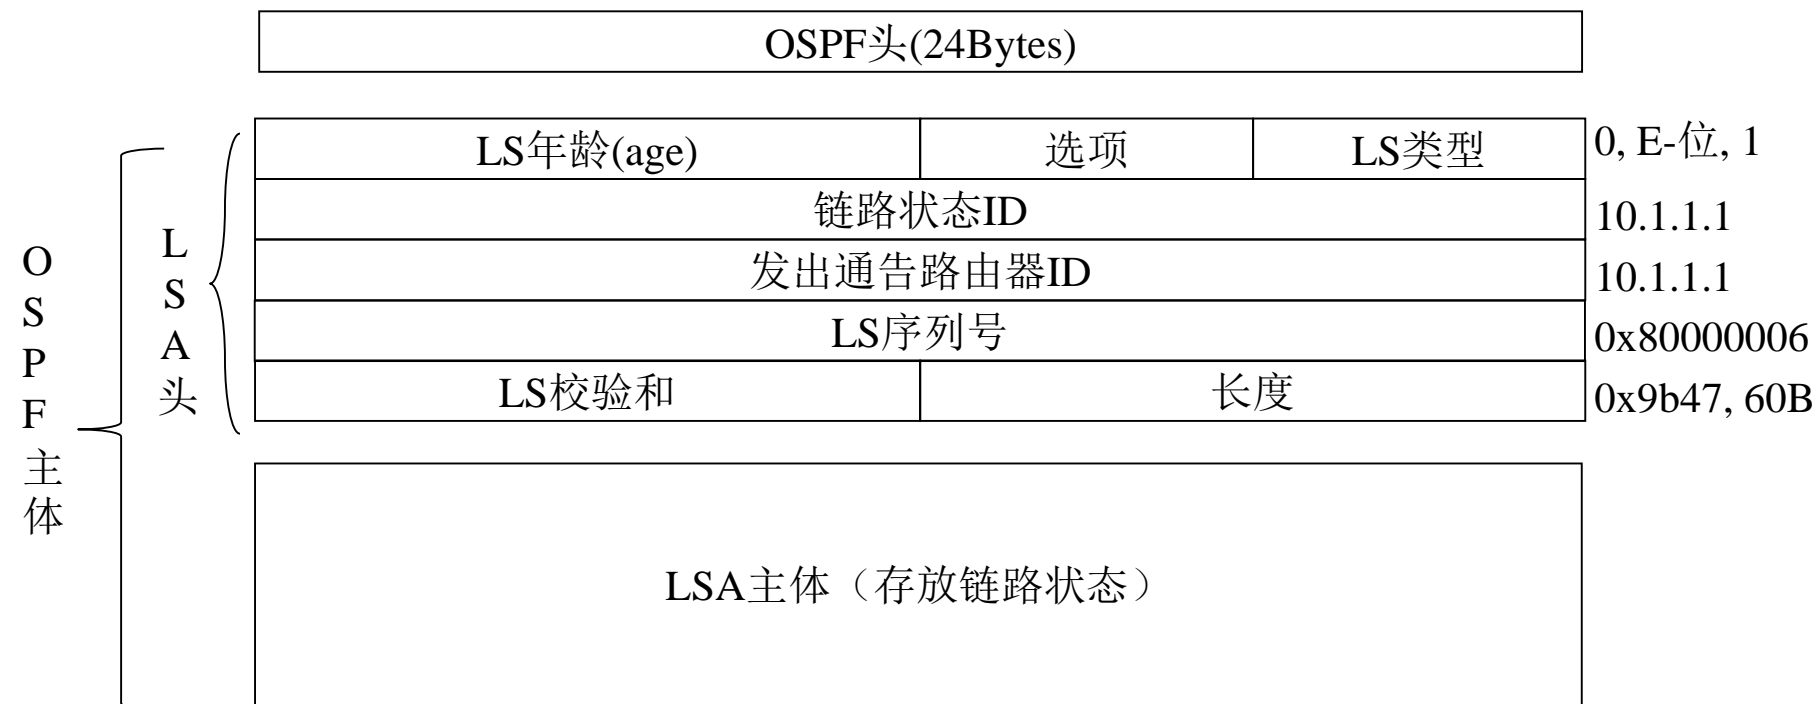 OSPF头(24Bytes)
LS年龄(age) 选项 LS类型 0, E-位, 1
链路状态ID 10.1.1.1
发出通告路由器ID 10.1.1.1
LS序列号 0x80000006
LS校验和 长度 0x9b47, 60B
LSA头
OSPF主体
LSA主体（存放链路状态）